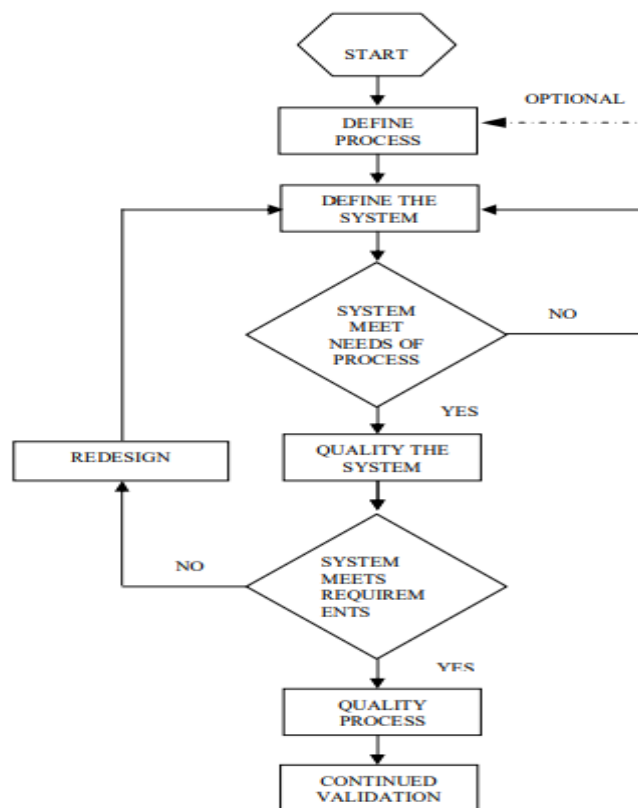 START
OPTIONAL
DEFINE
PROCESS
DEFINE THE
SYSTEM
SYSTEM
MEET
NEEDS OF
PROCESS
NO
YES
REDESIGN
QUALITY THE
SYSTEM
NO
SYSTEM
MEETS
REQUIREM
ENTS
YES
QUALITY
PROCESS
CONTINUED
VALIDATION